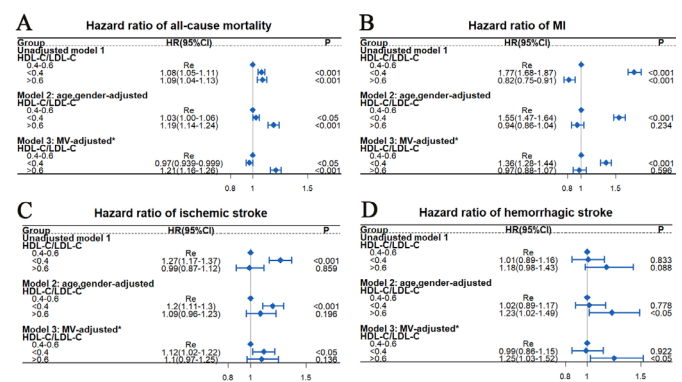 A
Hazard ratio of all-cause mortality
Group HR(95%CI) P
Unadjusted model 1
HDL-C/LDL-C
0.4-0.6 Re
<0.4 1.08(1.05-1.11) <0.001
>0.6 1.09(1.04-1.13) <0.001
Model 2: age,gender-adjusted
HDL-C/LDL-C
0.4-0.6 Re
<0.4 1.03(1.00-1.06) <0.05
>0.6 1.19(1.14-1.24) <0.001
Model 3: MV-adjusted*
HDL-C/LDL-C
0.4-0.6 Re
<0.4 0.97(0.939-0.999) <0.05
>0.6 1.21(1.16-1.26) <0.001
0.8 1 1.5
B
Hazard ratio of MI
Group HR(95%CI) P
Unadjusted model 1
HDL-C/LDL-C
0.4-0.6 Re
<0.4 1.77(1.68-1.87) <0.001
>0.6 0.82(0.75-0.91) <0.001
Model 2: age,gender-adjusted
HDL-C/LDL-C
0.4-0.6 Re
<0.4 1.55(1.47-1.64) <0.001
>0.6 0.94(0.86-1.04) 0.234
Model 3: MV-adjusted*
HDL-C/LDL-C
0.4-0.6 Re
<0.4 1.36(1.28-1.44) <0.001
>0.6 0.97(0.88-1.07) 0.596
0.8 1 1.5
C
Hazard ratio of ischemic stroke
Group HR(95%CI) P
Unadjusted model 1
HDL-C/LDL-C
0.4-0.6 Re
<0.4 1.27(1.17-1.37) <0.001
>0.6 0.99(0.87-1.12) 0.859
Model 2: age,gender-adjusted
HDL-C/LDL-C
0.4-0.6 Re
<0.4 1.2(1.11-1.3) <0.001
>0.6 1.09(0.96-1.23) 0.196
Model 3: MV-adjusted*
HDL-C/LDL-C
0.4-0.6 Re
<0.4 1.12(1.02-1.22) <0.05
>0.6 1.1(0.97-1.25) 0.136
0.8 1 1.5
D
Hazard ratio of hemorrhagic stroke
Group HR(95%CI) P
Unadjusted model 1
HDL-C/LDL-C
0.4-0.6 Re
<0.4 1.01(0.89-1.16) 0.833
>0.6 1.18(0.98-1.43) 0.088
Model 2: age,gender-adjusted
HDL-C/LDL-C
0.4-0.6 Re
<0.4 1.02(0.89-1.17) 0.778
>0.6 1.23(1.02-1.49) <0.05
Model 3: MV-adjusted*
HDL-C/LDL-C
0.4-0.6 Re
<0.4 0.99(0.86-1.15) 0.922
>0.6 1.25(1.03-1.52) <0.05
0.8 1 1.5